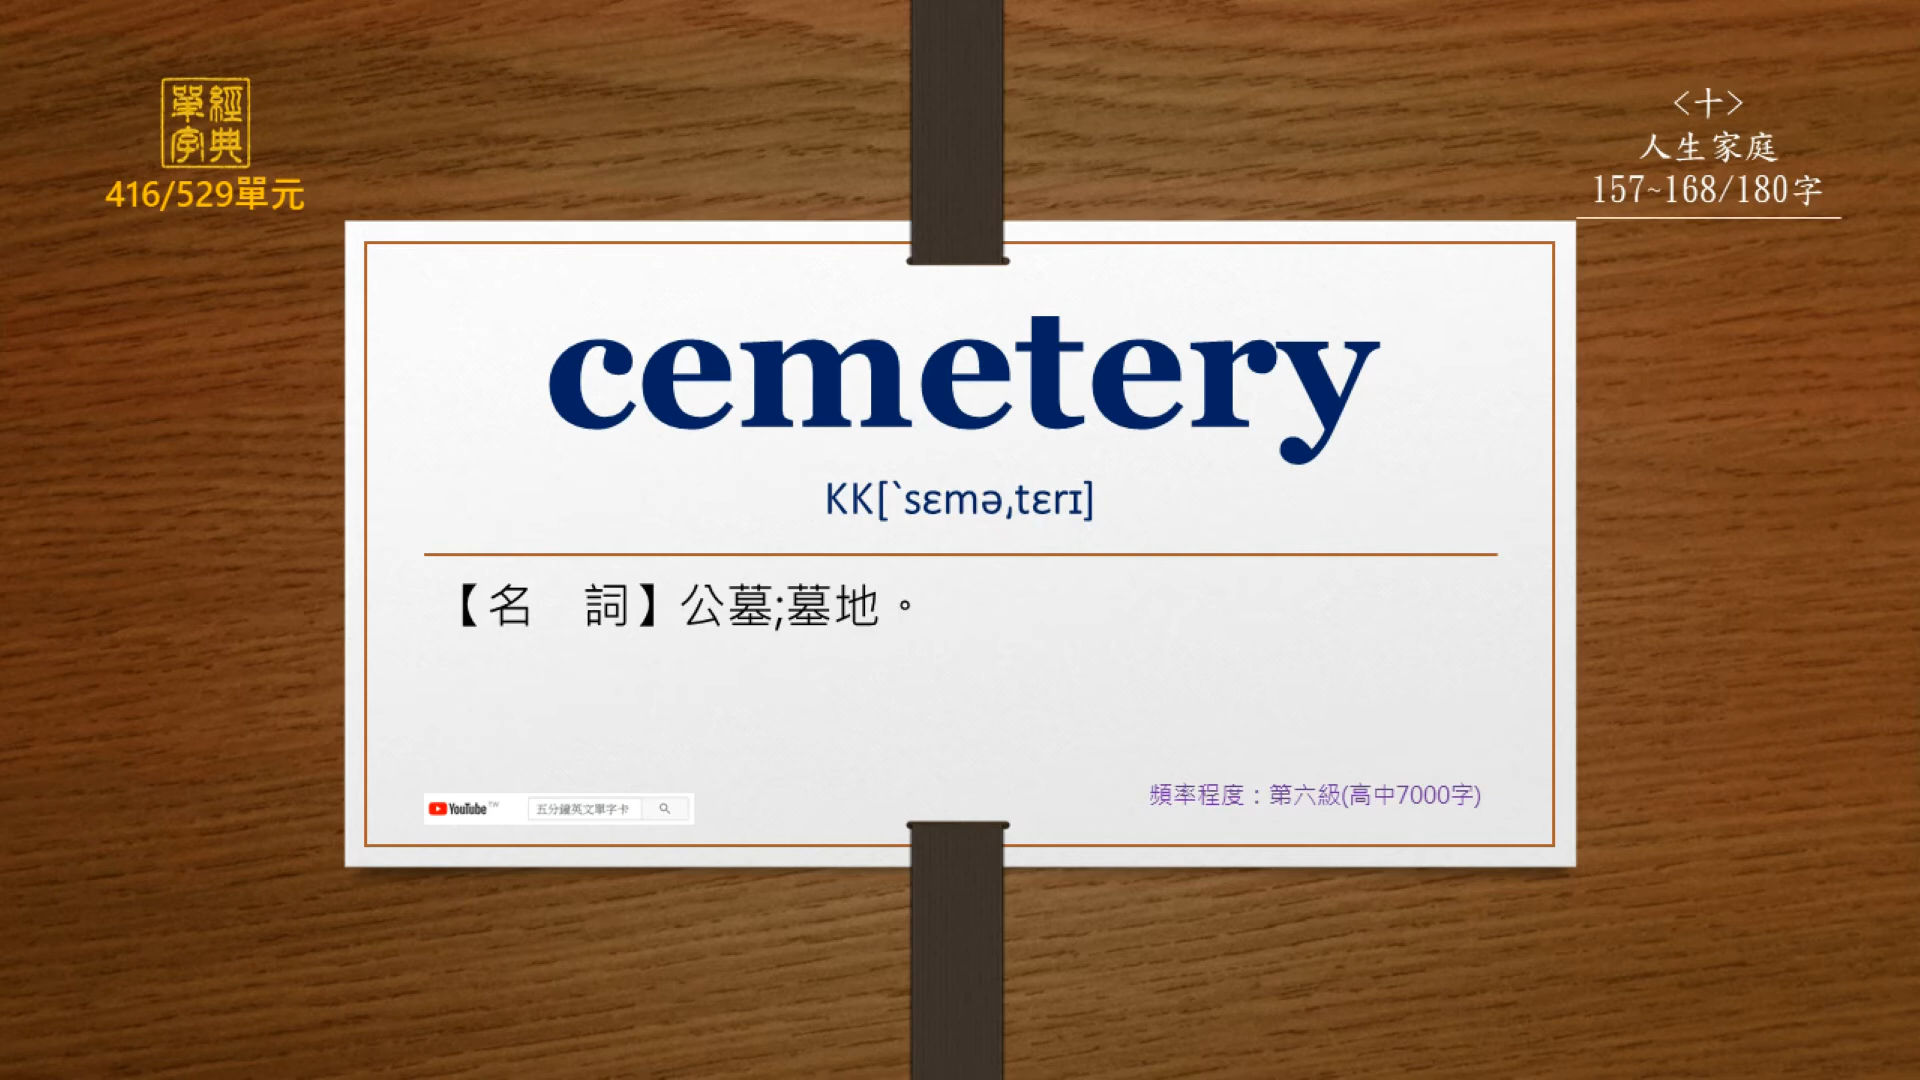 經典
單字
416/529單元
<十>
人生家庭
157~168/180字
cemetery
KK[ˋsɛmə͵tɛrɪ]
【名　詞】公墓;墓地。
頻率程度：第六級(高中7000字)
YouTube TW
五分鐘英文單字卡